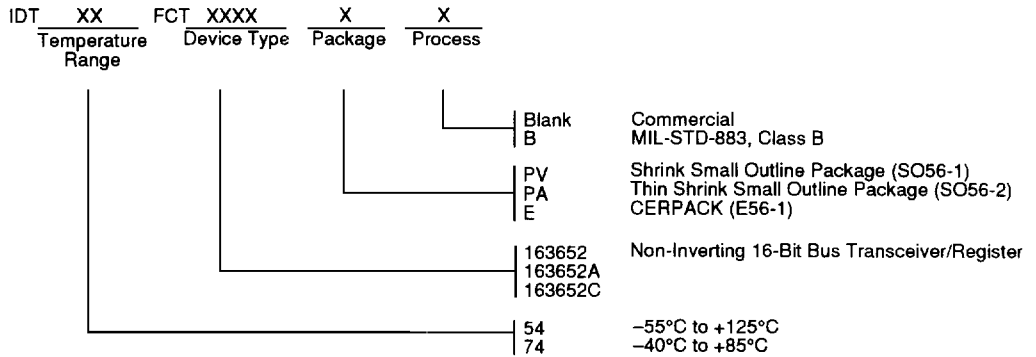 IDT XX FCT XXXX X X
Temperature Range Device Type Package Process
Blank Commercial
B MIL-STD-883, Class B
PV Shrink Small Outline Package (SO56-1)
PA Thin Shrink Small Outline Package (SO56-2)
E CERPACK (E56-1)
163652 Non-Inverting 16-Bit Bus Transceiver/Register
163652A
163652C
54 –55°C to +125°C
74 –40°C to +85°C